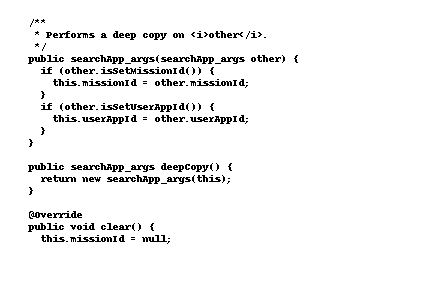 /**
 * Performs a deep copy on <i>other</i>.
 */
public searchApp_args(searchApp_args other) {
  if (other.isSetMissionId()) {
    this.missionId = other.missionId;
  }
  if (other.isSetUserAppId()) {
    this.userAppId = other.userAppId;
  }
}

public searchApp_args deepCopy() {
  return new searchApp_args(this);
}

@Override
public void clear() {
  this.missionId = null;